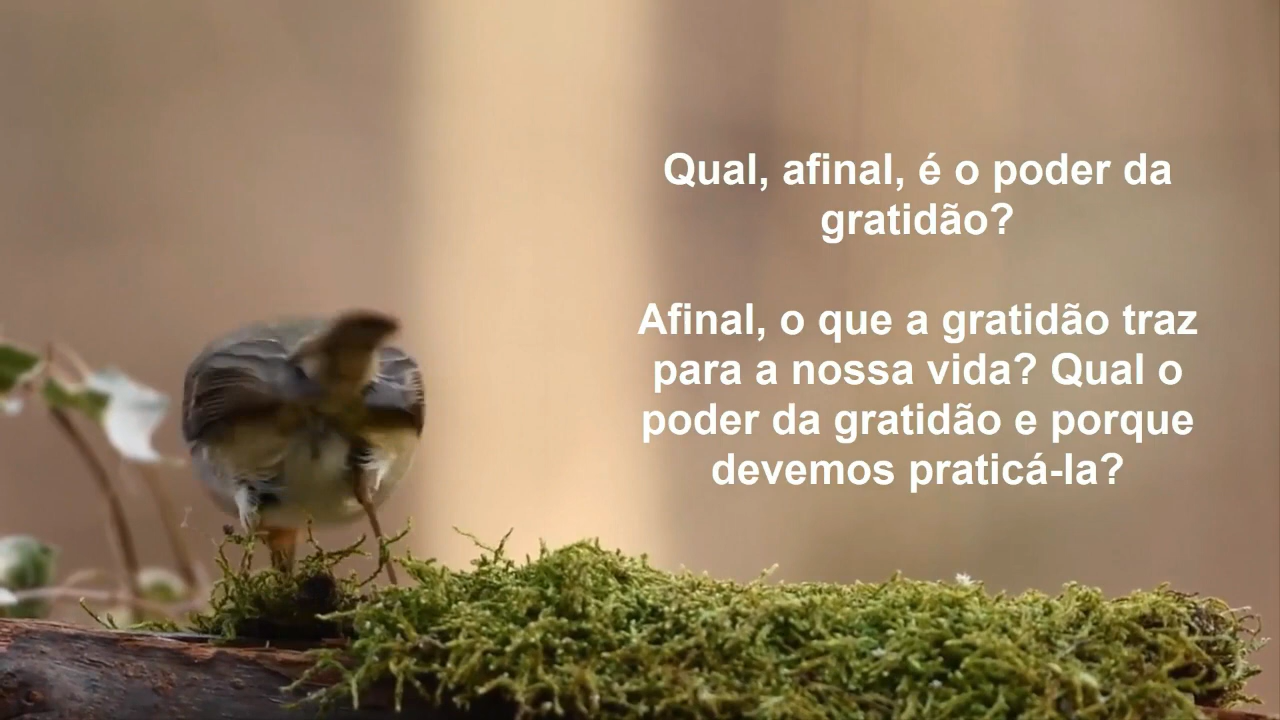 Qual, afinal, é o poder da
gratidão?
Afinal, o que a gratidão traz
para a nossa vida? Qual o
poder da gratidão e porque
devemos praticá-la?